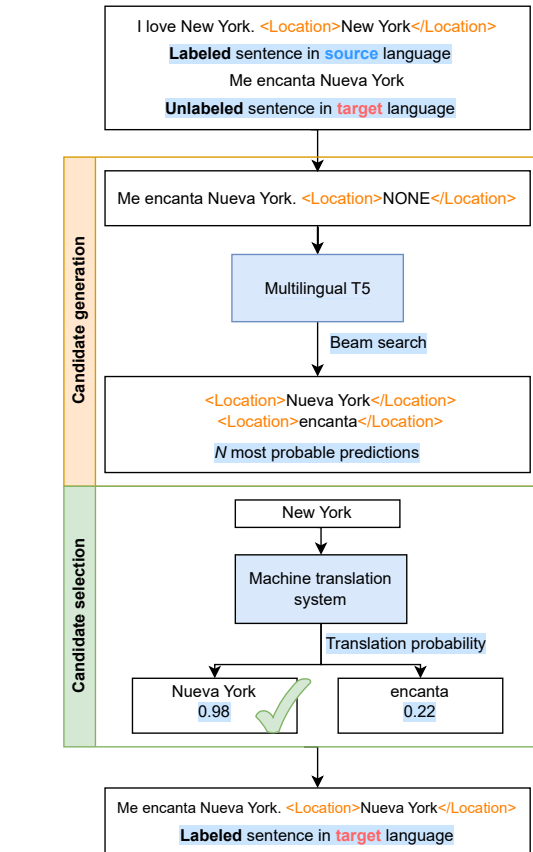 I love New York. <Location>New York</Location>
Labeled sentence in source language
Me encanta Nueva York
Unlabeled sentence in target language
Candidate generation
Me encanta Nueva York. <Location>NONE</Location>
Multilingual T5
Beam search
<Location>Nueva York</Location>
<Location>encanta</Location>
N most probable predictions
Candidate selection
New York
Machine translation
system
Translation probability
Nueva York
0.98
encanta
0.22
Me encanta Nueva York. <Location>Nueva York</Location>
Labeled sentence in target language